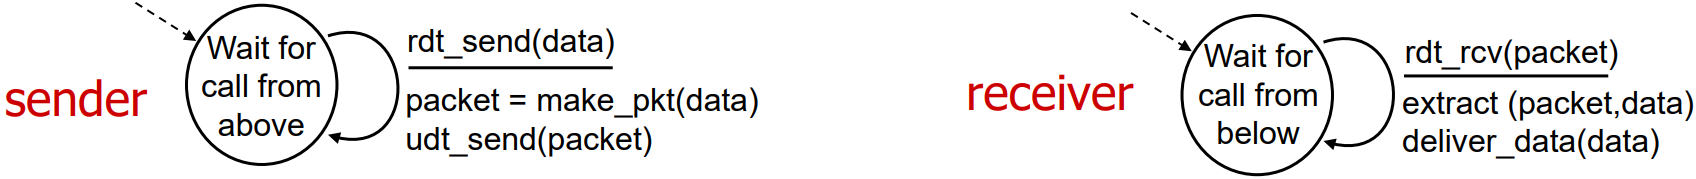 sender
Wait for
call from
above
rdt_send(data)
packet = make_pkt(data)
udt_send(packet)
receiver
Wait for
call from
below
rdt_rcv(packet)
extract (packet,data)
deliver_data(data)